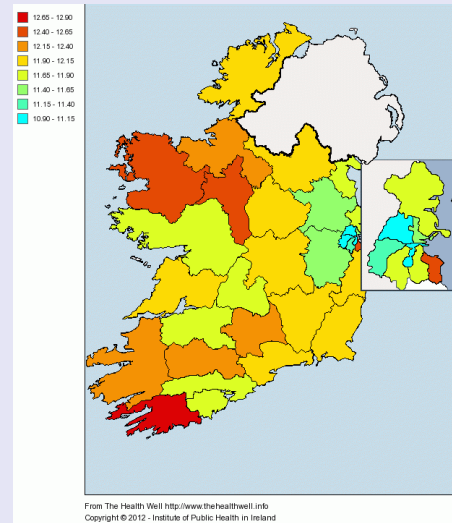 12.65 - 12.90
12.40 - 12.65
12.15 - 12.40
11.90 - 12.15
11.65 - 11.90
11.40 - 11.65
11.15 - 11.40
10.90 - 11.15
From The Health Well http://www.thehealthwell.info
Copyright © 2012 - Institute of Public Health in Ireland